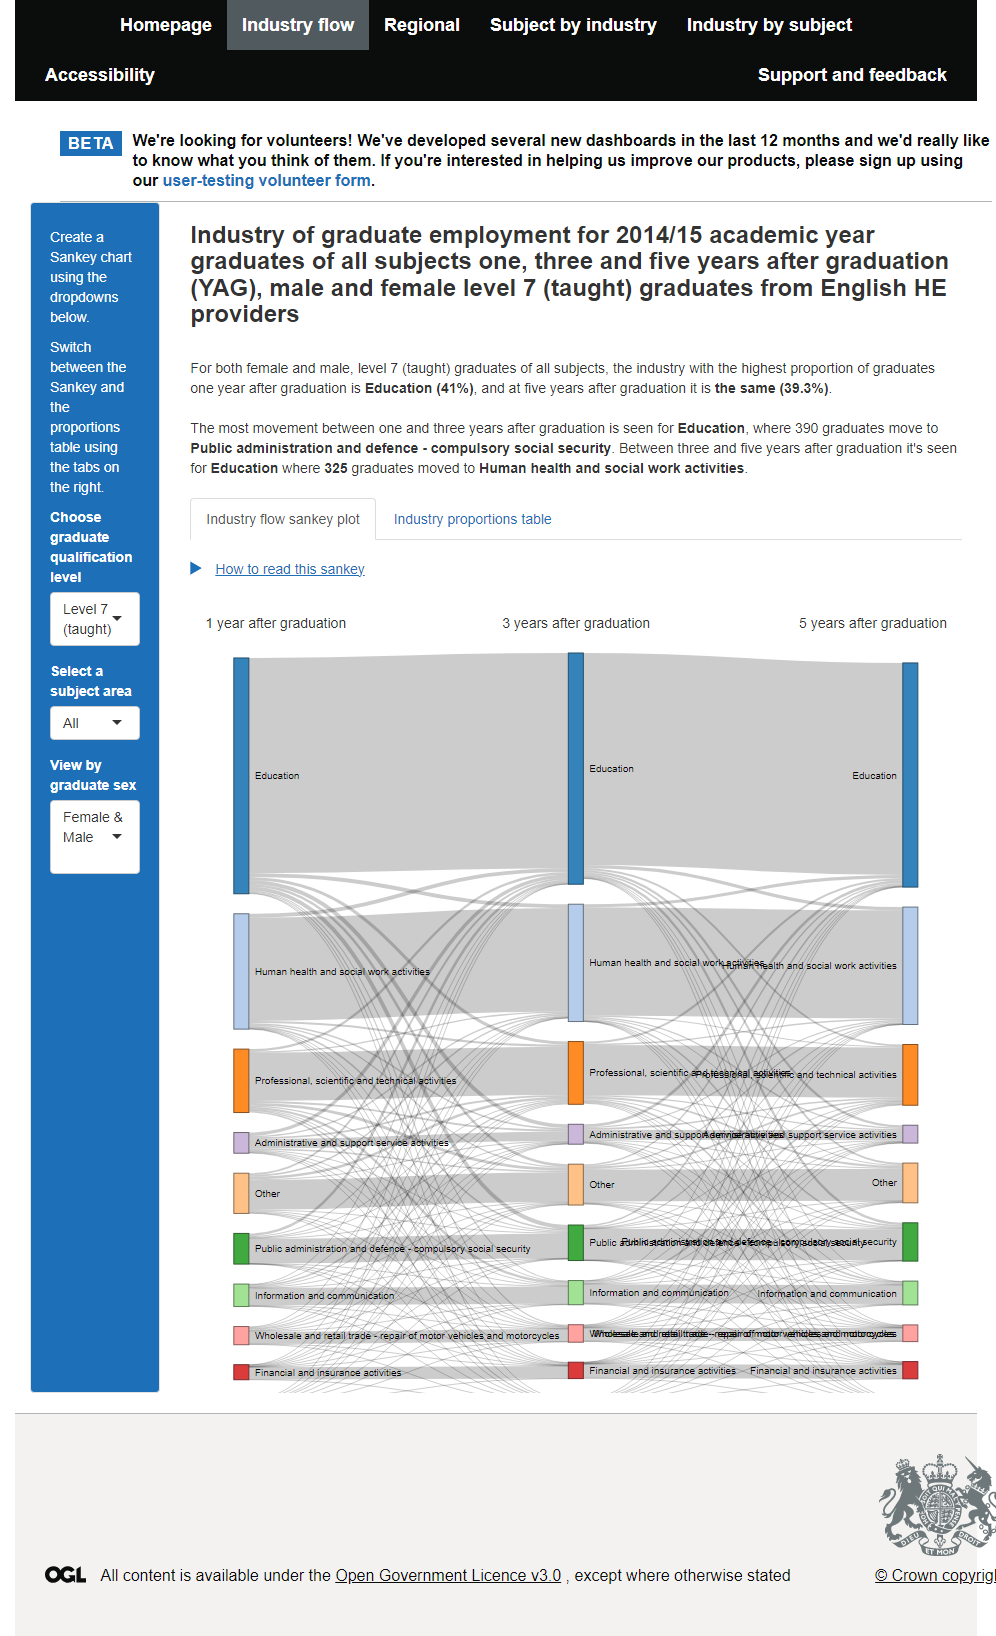 Homepage
Industry flow
Regional
Subject by industry
Industry by subject
Accessibility
Support and feedback
BETA
We're looking for volunteers! We've developed several new dashboards in the last 12 months and we'd really like
to know what you think of them. If you're interested in helping us improve our products, please sign up using
our user-testing volunteer form.
Create a
Sankey chart
using the
dropdowns
below.
Switch
between the
Sankey and
the
proportions
table using
the tabs on
the right.
Choose
graduate
qualification
level
Level 7
(taught)
Select a
subject area
All
View by
graduate sex
Female &
Male
Industry of graduate employment for 2014/15 academic year
graduates of all subjects one, three and five years after graduation
(YAG), male and female level 7 (taught) graduates from English HE
providers
For both female and male, level 7 (taught) graduates of all subjects, the industry with the highest proportion of graduates
one year after graduation is Education (41%), and at five years after graduation it is the same (39.3%).
The most movement between one and three years after graduation is seen for Education, where 390 graduates move to
Public administration and defence - compulsory social security. Between three and five years after graduation it's seen
for Education where 325 graduates moved to Human health and social work activities.
Industry flow sankey plot
Industry proportions table
How to read this sankey
1 year after graduation
3 years after graduation
5 years after graduation
Education
Education
Education
Human health and social work activities
Human health and social work activities
Human health and social work activities
Professional, scientific and technical activities
Professional, scientific and technical activities
Professional, scientific and technical activities
Administrative and support service activities
Administrative and support service activities
Administrative and support service activities
Other
Other
Other
Public administration and defence - compulsory social security
Public administration and defence - compulsory social security
Public administration and defence - compulsory social security
Information and communication
Information and communication
Information and communication
Wholesale and retail trade - repair of motor vehicles and motorcycles
Wholesale and retail trade - repair of motor vehicles and motorcycles
Wholesale and retail trade - repair of motor vehicles and motorcycles
Financial and insurance activities
Financial and insurance activities
Financial and insurance activities
DIEU ET MON DROIT
OGL
All content is available under the Open Government Licence v3.0 , except where otherwise stated
© Crown copyrig